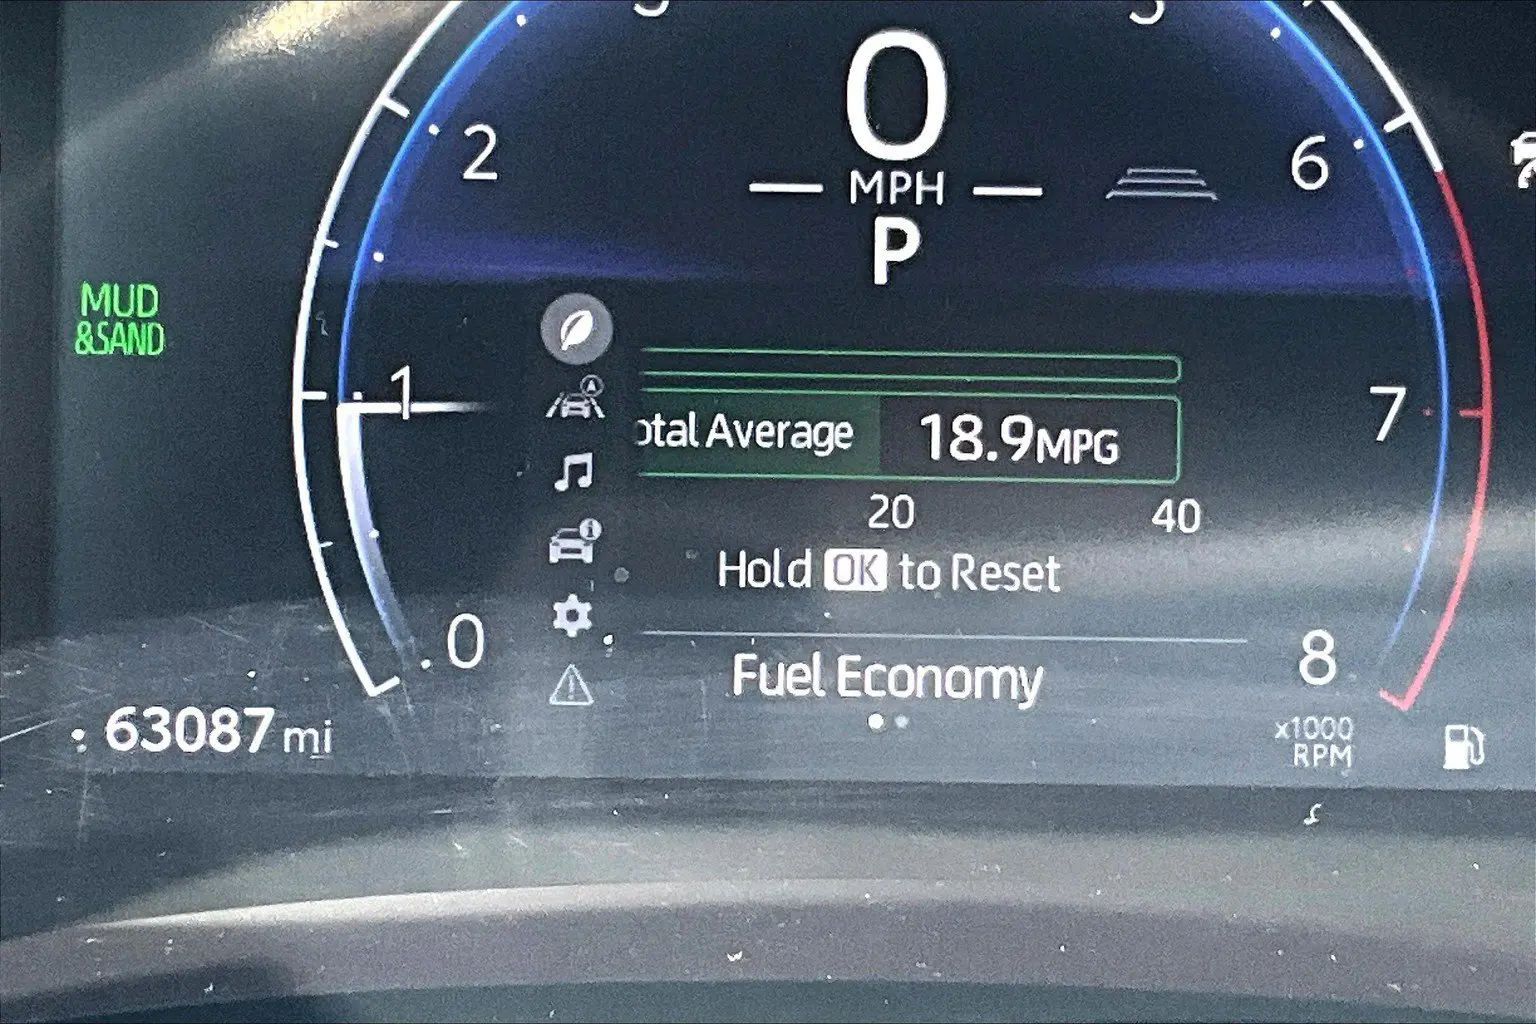 0
MPH
P
2
6
MUD
&SAND
1
7
otal Average 18.9MPG
20 40
Hold OK to Reset
0
8
Fuel Economy
63087 mi
x1000
RPM